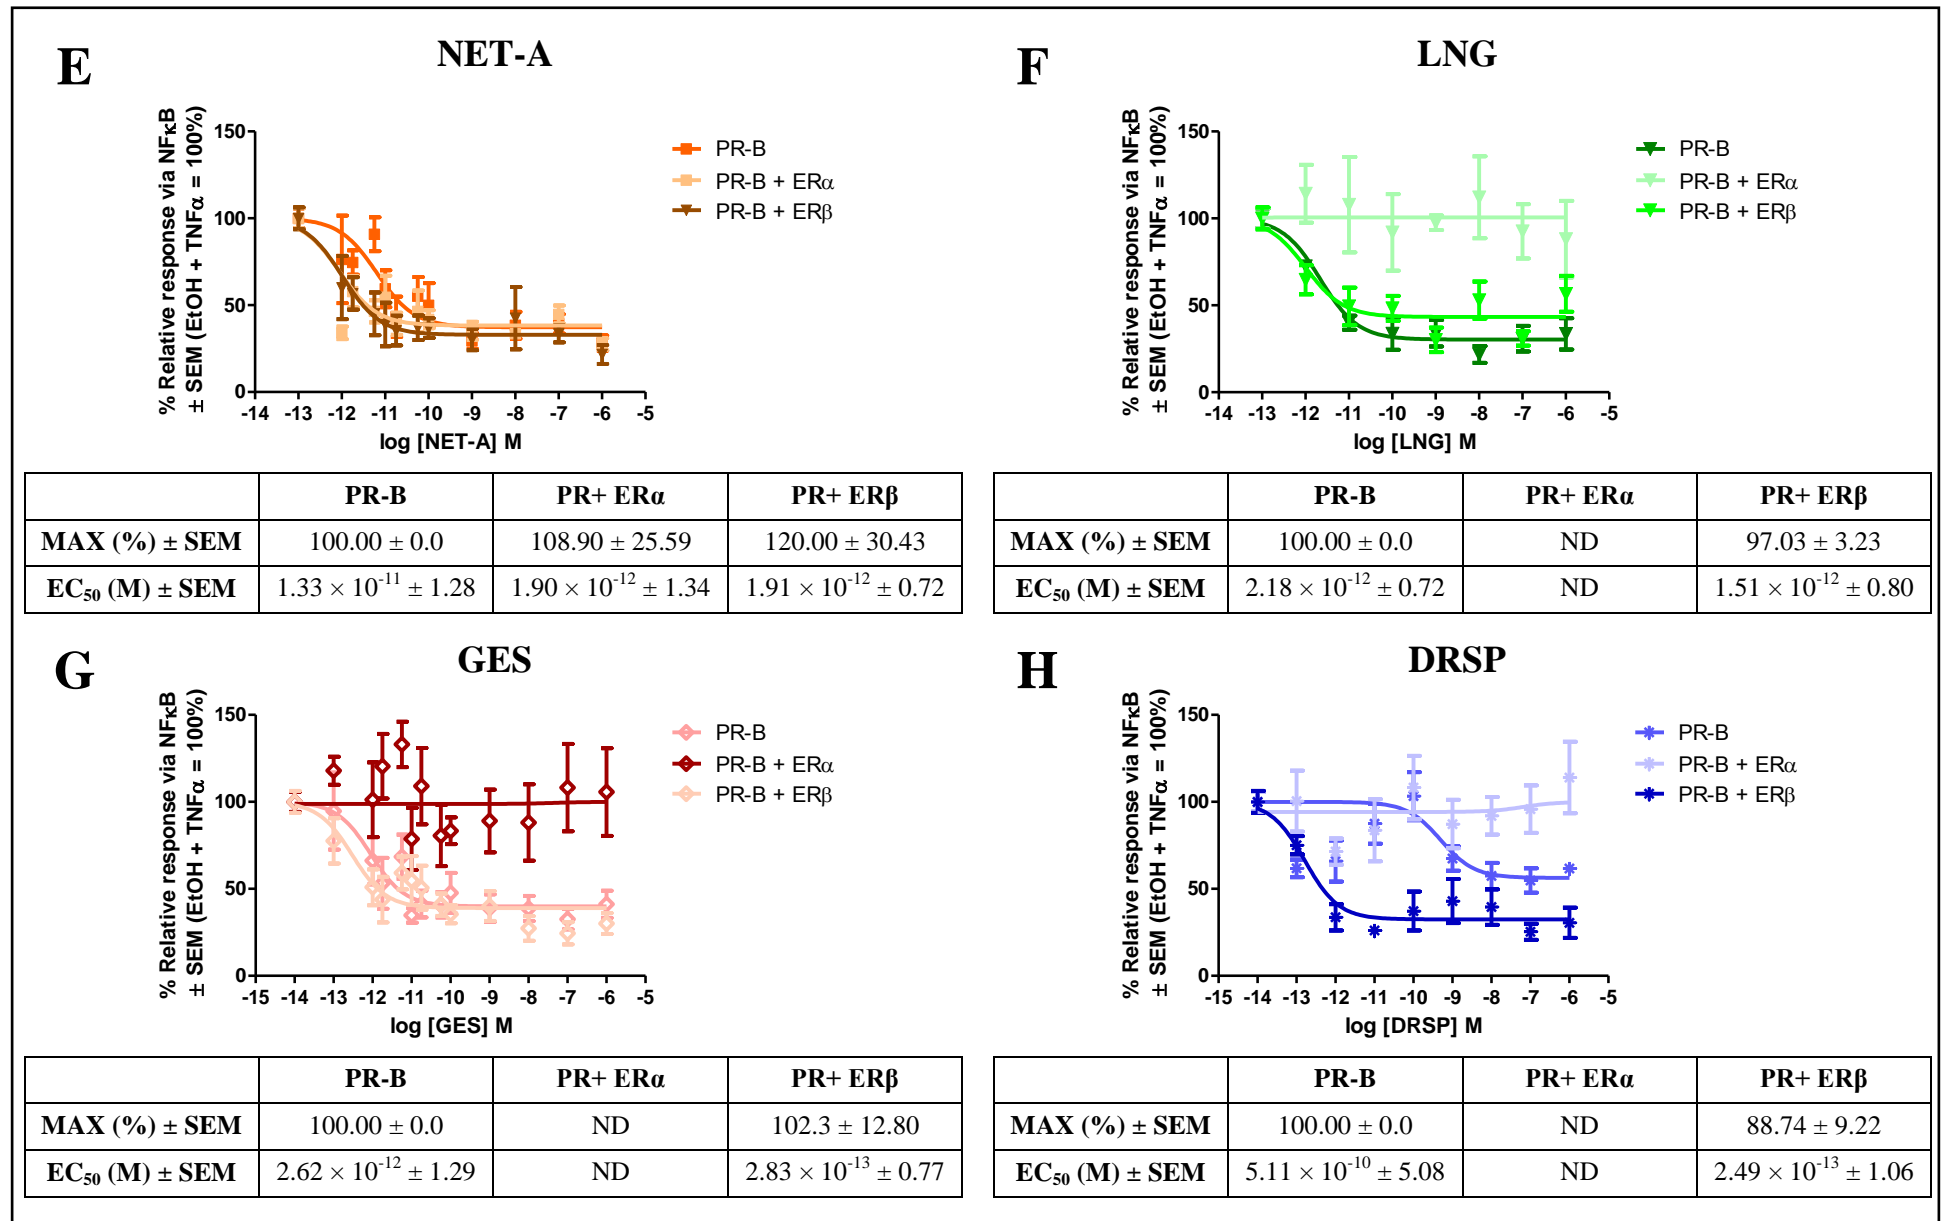 E
NET-A
% Relative response via NFκB
± SEM (EtOH + TNFα = 100%)
150
100
50
0
-14 -13 -12 -11 -10 -9 -8 -7 -6 -5
log [NET-A] M
PR-B
PR-B + ERα
PR-B + ERβ
PR-B PR+ ERα PR+ ERβ
MAX (%) ± SEM 100.00 ± 0.0 108.90 ± 25.59 120.00 ± 30.43
EC₅₀ (M) ± SEM 1.33 × 10⁻¹¹ ± 1.28 1.90 × 10⁻¹² ± 1.34 1.91 × 10⁻¹² ± 0.72
F
LNG
% Relative response via NFκB
± SEM (EtOH + TNFα = 100%)
150
100
50
0
-14 -13 -12 -11 -10 -9 -8 -7 -6 -5
log [LNG] M
PR-B
PR-B + ERα
PR-B + ERβ
PR-B PR+ ERα PR+ ERβ
MAX (%) ± SEM 100.00 ± 0.0 ND 97.03 ± 3.23
EC₅₀ (M) ± SEM 2.18 × 10⁻¹² ± 0.72 ND 1.51 × 10⁻¹² ± 0.80
G
GES
% Relative response via NFκB
± SEM (EtOH + TNFα = 100%)
150
100
50
0
-15 -14 -13 -12 -11 -10 -9 -8 -7 -6 -5
log [GES] M
PR-B
PR-B + ERα
PR-B + ERβ
PR-B PR+ ERα PR+ ERβ
MAX (%) ± SEM 100.00 ± 0.0 ND 102.3 ± 12.80
EC₅₀ (M) ± SEM 2.62 × 10⁻¹² ± 1.29 ND 2.83 × 10⁻¹³ ± 0.77
H
DRSP
% Relative response via NFκB
± SEM (EtOH + TNFα = 100%)
150
100
50
0
-15 -14 -13 -12 -11 -10 -9 -8 -7 -6 -5
log [DRSP] M
PR-B
PR-B + ERα
PR-B + ERβ
PR-B PR+ ERα PR+ ERβ
MAX (%) ± SEM 100.00 ± 0.0 ND 88.74 ± 9.22
EC₅₀ (M) ± SEM 5.11 × 10⁻¹⁰ ± 5.08 ND 2.49 × 10⁻¹³ ± 1.06